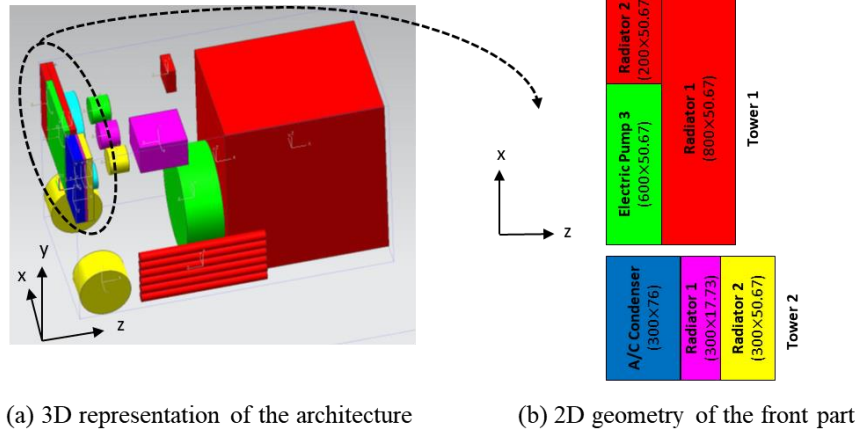 y
x
z
x
z
Radiator 2
(200×50.67)
Electric Pump 3
(600×50.67)
Radiator 1
(800×50.67)
Tower 1
A/C Condenser
(300×76)
Radiator 1
(300×17.73)
Radiator 2
(300×50.67)
Tower 2
(a) 3D representation of the architecture
(b) 2D geometry of the front part